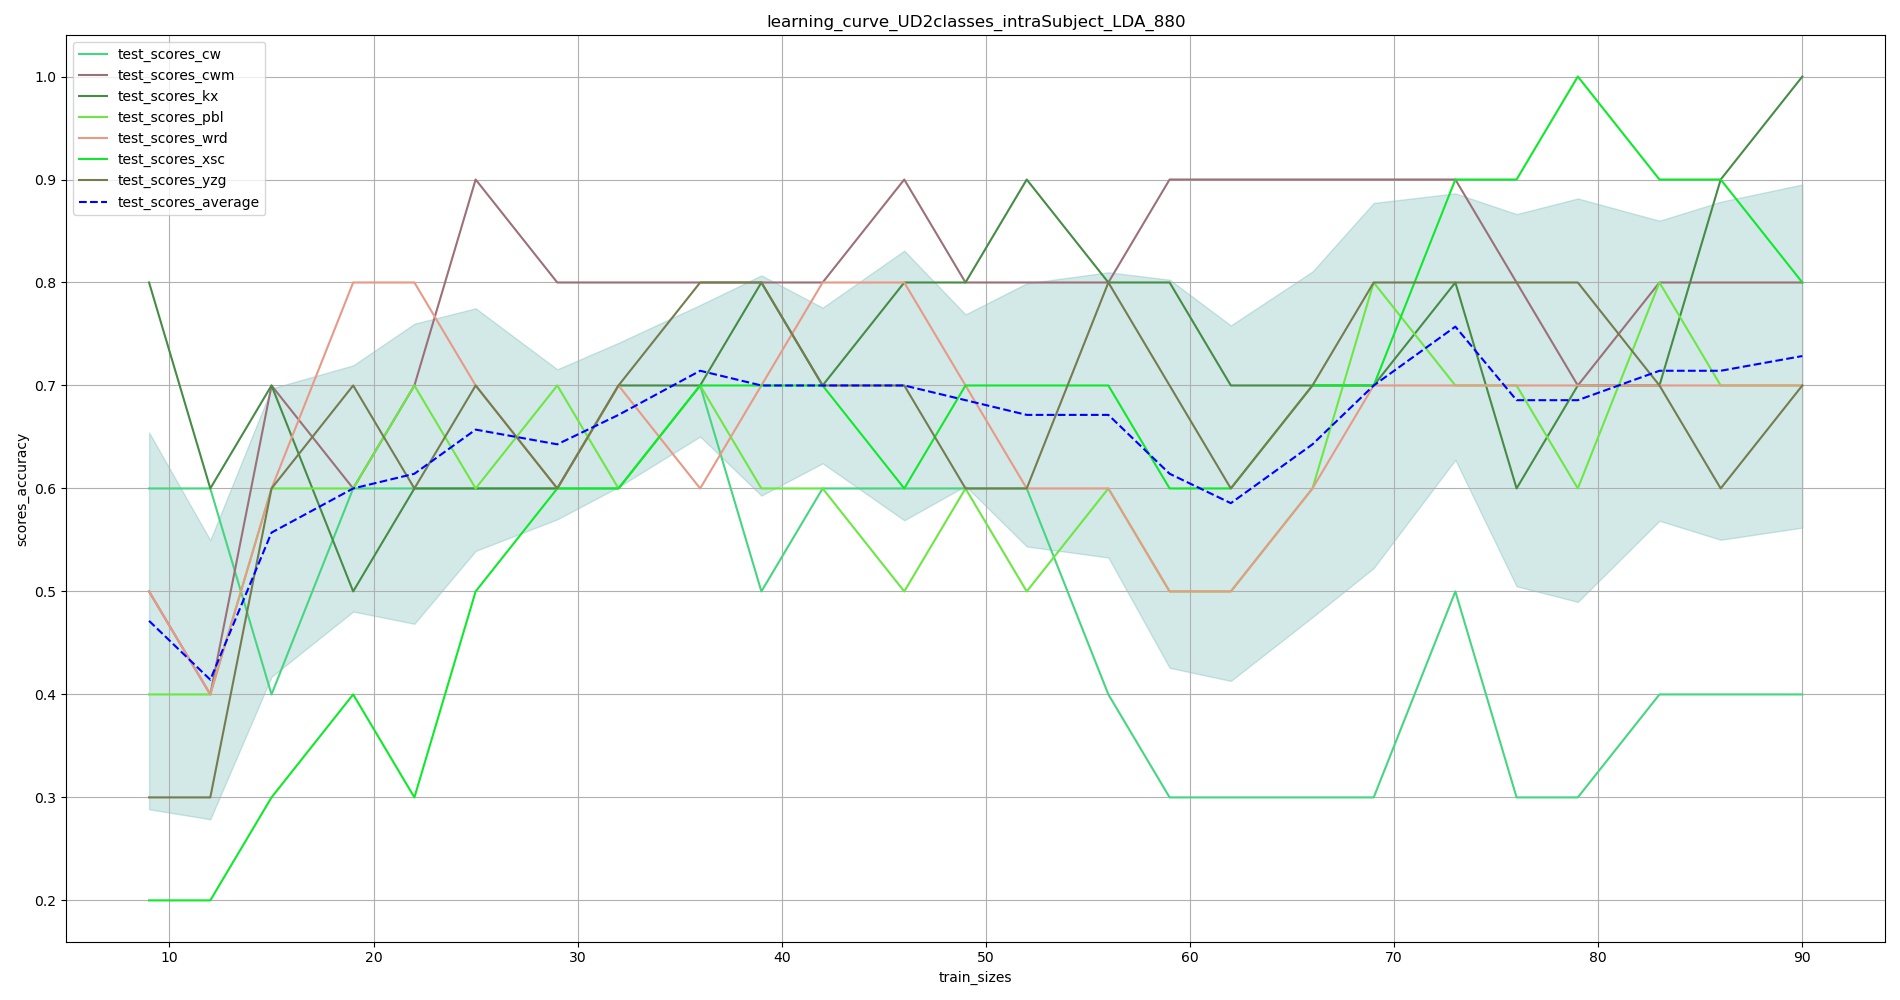 learning_curve_UD2classes_intraSubject_LDA_880
test_scores_cw
test_scores_cwm
test_scores_kx
test_scores_pbl
test_scores_wrd
test_scores_xsc
test_scores_yzg
test_scores_average
scores_accuracy
1.0
0.9
0.8
0.7
0.6
0.5
0.4
0.3
0.2
10 20 30 40 50 60 70 80 90
train_sizes